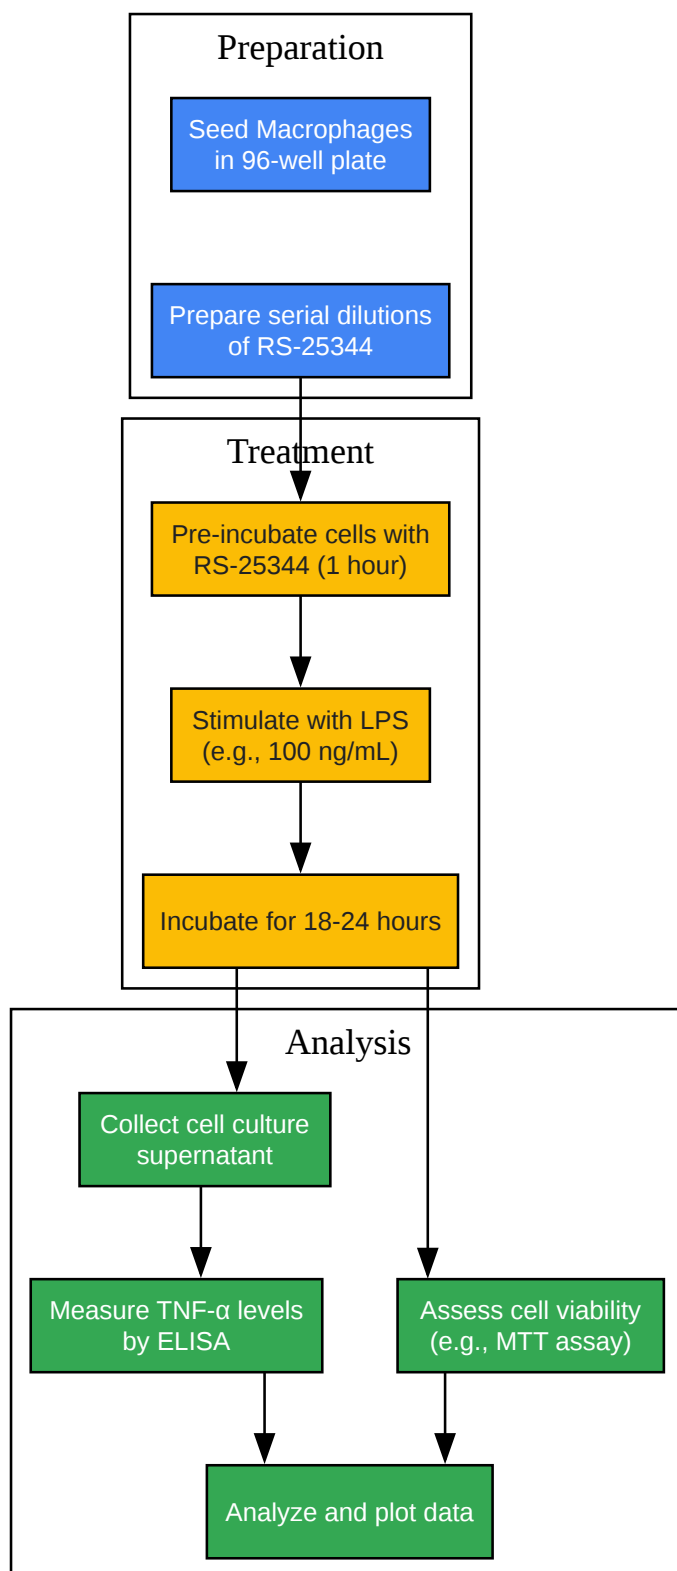 Preparation
Seed Macrophages
in 96-well plate
Prepare serial dilutions
of RS-25344
Treatment
Pre-incubate cells with
RS-25344 (1 hour)
Stimulate with LPS
(e.g., 100 ng/mL)
Incubate for 18-24 hours
Analysis
Collect cell culture
supernatant
Measure TNF-α levels
by ELISA
Assess cell viability
(e.g., MTT assay)
Analyze and plot data